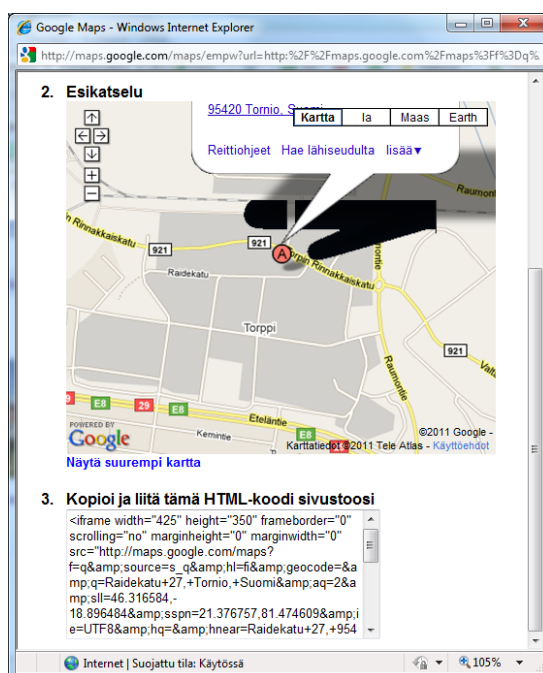 Google Maps - Windows Internet Explorer
http://maps.google.com/maps/empw?url=http:%2F%2Fmaps.google.com%2Fmaps%3Ff%3Dq%
2. Esikatselu
95420 Tornio, Suomi
Kartta Ia Maas Earth
Reittiohjeet Hae lähiseudulta lisää▼
Raumon
n Rinnakkaiskatu
921
921
A
Torpin Rinnakkaiskatu
Raidekatu
Torppi
921
Raumontie
E8 29 E8
Eteläntie
E8
POWERED BY
Google
Kemintie
©2011 Google -
Karttatiedot ©2011 Tele Atlas - Käyttöehdot
Näytä suurempi kartta
3. Kopioi ja liitä tämä HTML-koodi sivustoosi
<iframe width="425" height="350" frameborder="0"
scrolling="no" marginheight="0" marginwidth="0"
src="http://maps.google.com/maps?
f=q&amp;source=s_q&amp;hl=fi&amp;geocode=&a
mp;q=Raidekatu+27,+Tornio,+Suomi&amp;aq=2&a
mp;sll=46.316584,-
18.896484&amp;sspn=21.376757,81.474609&amp;i
e=UTF8&amp;hq=&amp;hnear=Raidekatu+27,+954
Internet | Suojattu tila: Käytössä
105%